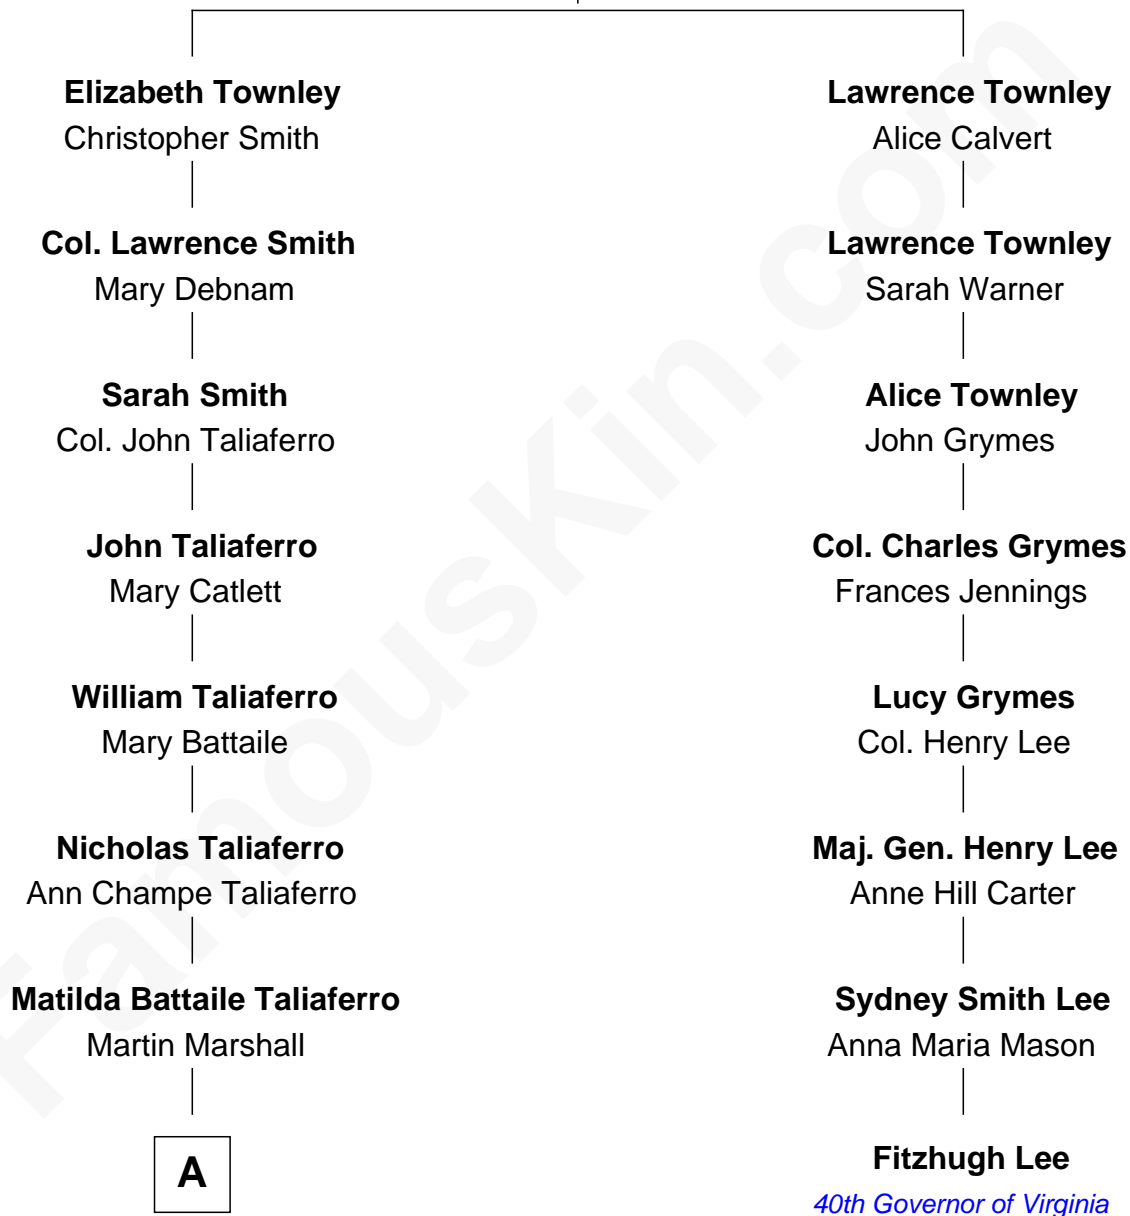 Elizabeth Townley
Christopher Smith
Col. Lawrence Smith
Mary Debnam
Sarah Smith
Col. John Taliaferro
John Taliaferro
Mary Catlett
William Taliaferro
Mary Battaile
Nicholas Taliaferro
Ann Champe Taliaferro
Matilda Battaile Taliaferro
Martin Marshall
A
Lawrence Townley
Alice Calvert
Lawrence Townley
Sarah Warner
Alice Townley
John Grymes
Col. Charles Grymes
Frances Jennings
Lucy Grymes
Col. Henry Lee
Maj. Gen. Henry Lee
Anne Hill Carter
Sydney Smith Lee
Anna Maria Mason
Fitzhugh Lee
40th Governor of Virginia
FamousKin.com